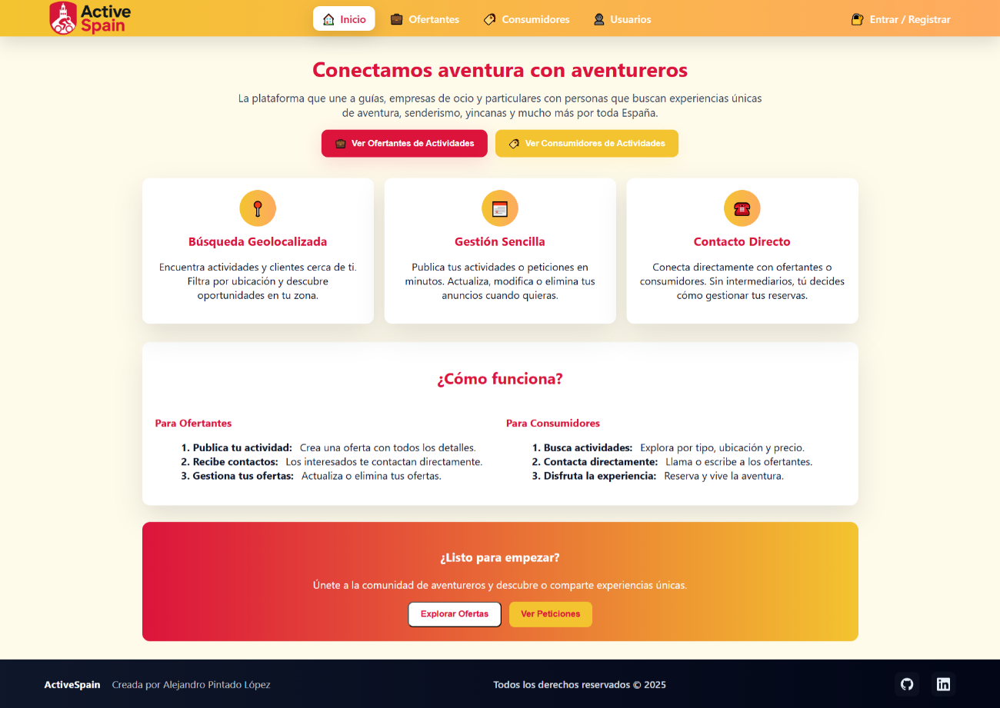 Active
Spain
Inicio
Ofertantes
Consumidores
Usuarios
Entrar / Registrar
Conectamos aventura con aventureros
La plataforma que une a guías, empresas de ocio y particulares con personas que buscan experiencias únicas
de aventura, senderismo, yincanas y mucho más por toda España.
Ver Ofertantes de Actividades
Ver Consumidores de Actividades
Búsqueda Geolocalizada
Encuentra actividades y clientes cerca de ti.
Filtra por ubicación y descubre
oportunidades en tu zona.
Gestión Sencilla
Publica tus actividades o peticiones en
minutos. Actualiza, modifica o elimina tus
anuncios cuando quieras.
Contacto Directo
Conecta directamente con ofertantes o
consumidores. Sin intermediarios, tú decides
cómo gestionar tus reservas.
¿Cómo funciona?
Para Ofertantes
1. Publica tu actividad: Crea una oferta con todos los detalles.
2. Recibe contactos: Los interesados te contactan directamente.
3. Gestiona tus ofertas: Actualiza o elimina tus ofertas.
Para Consumidores
1. Busca actividades: Explora por tipo, ubicación y precio.
2. Contacta directamente: Llama o escribe a los ofertantes.
3. Disfruta la experiencia: Reserva y vive la aventura.
¿Listo para empezar?
Únete a la comunidad de aventureros y descubre o comparte experiencias únicas.
Explorar Ofertas
Ver Peticiones
ActiveSpain
Creada por Alejandro Pintado López
Todos los derechos reservados © 2025